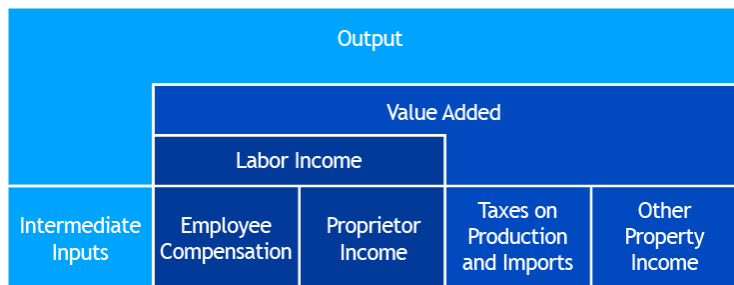 Output
Value Added
Labor Income
Intermediate
Inputs
Employee
Compensation
Proprietor
Income
Taxes on
Production
and Imports
Other
Property
Income